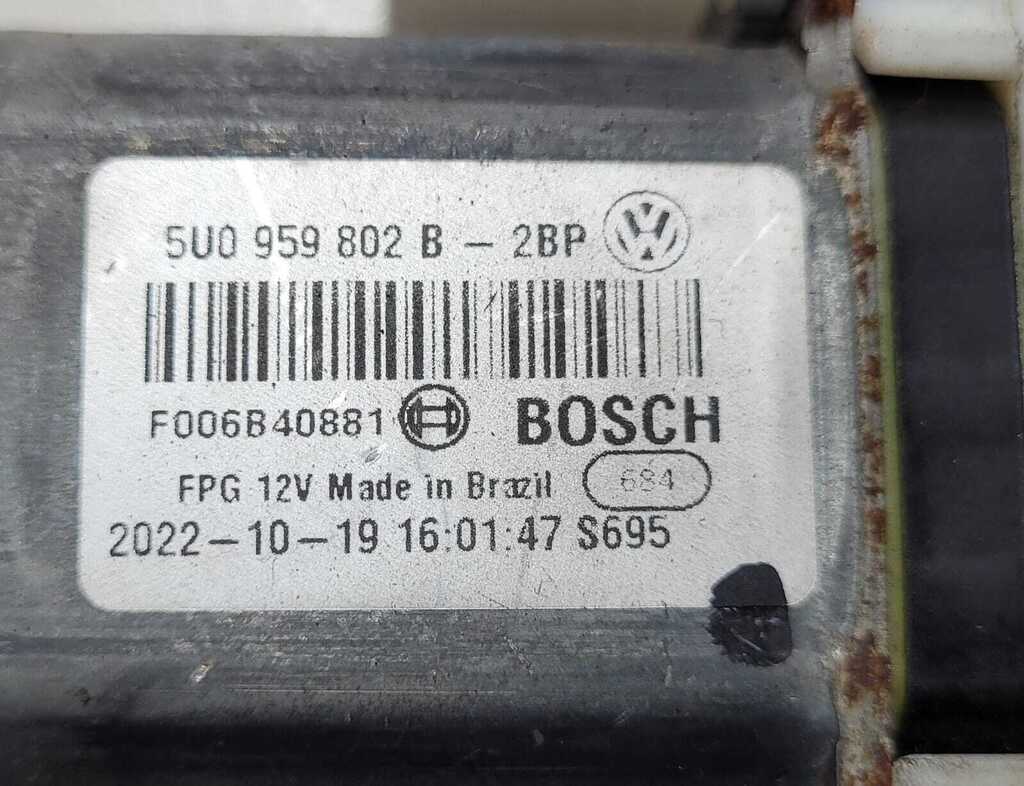 5U0 959 802 B - 2BP
F006B40881 BOSCH
FPG 12V Made in Brazil 684
2022-10-19 16:01:47 S695